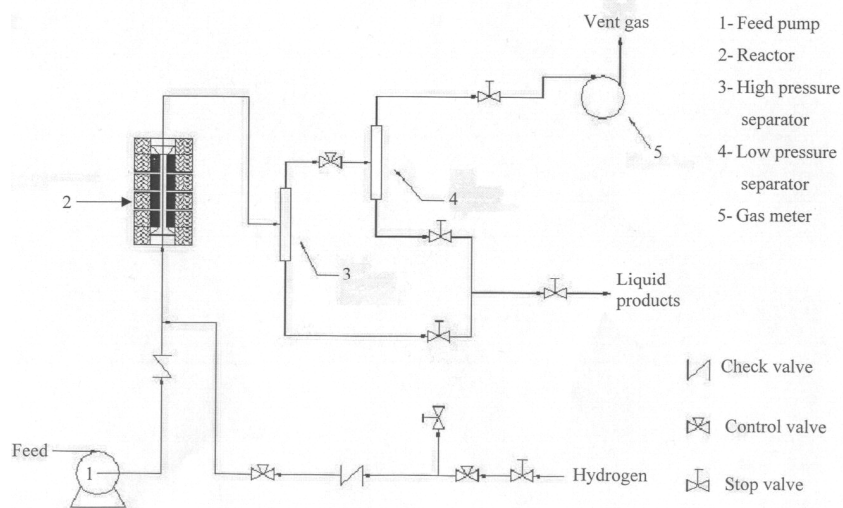 Vent gas
1- Feed pump
2- Reactor
3- High pressure
separator
4- Low pressure
separator
5- Gas meter
5
2
4
3
Liquid
products
Check valve
Control valve
Stop valve
Feed
1
Hydrogen